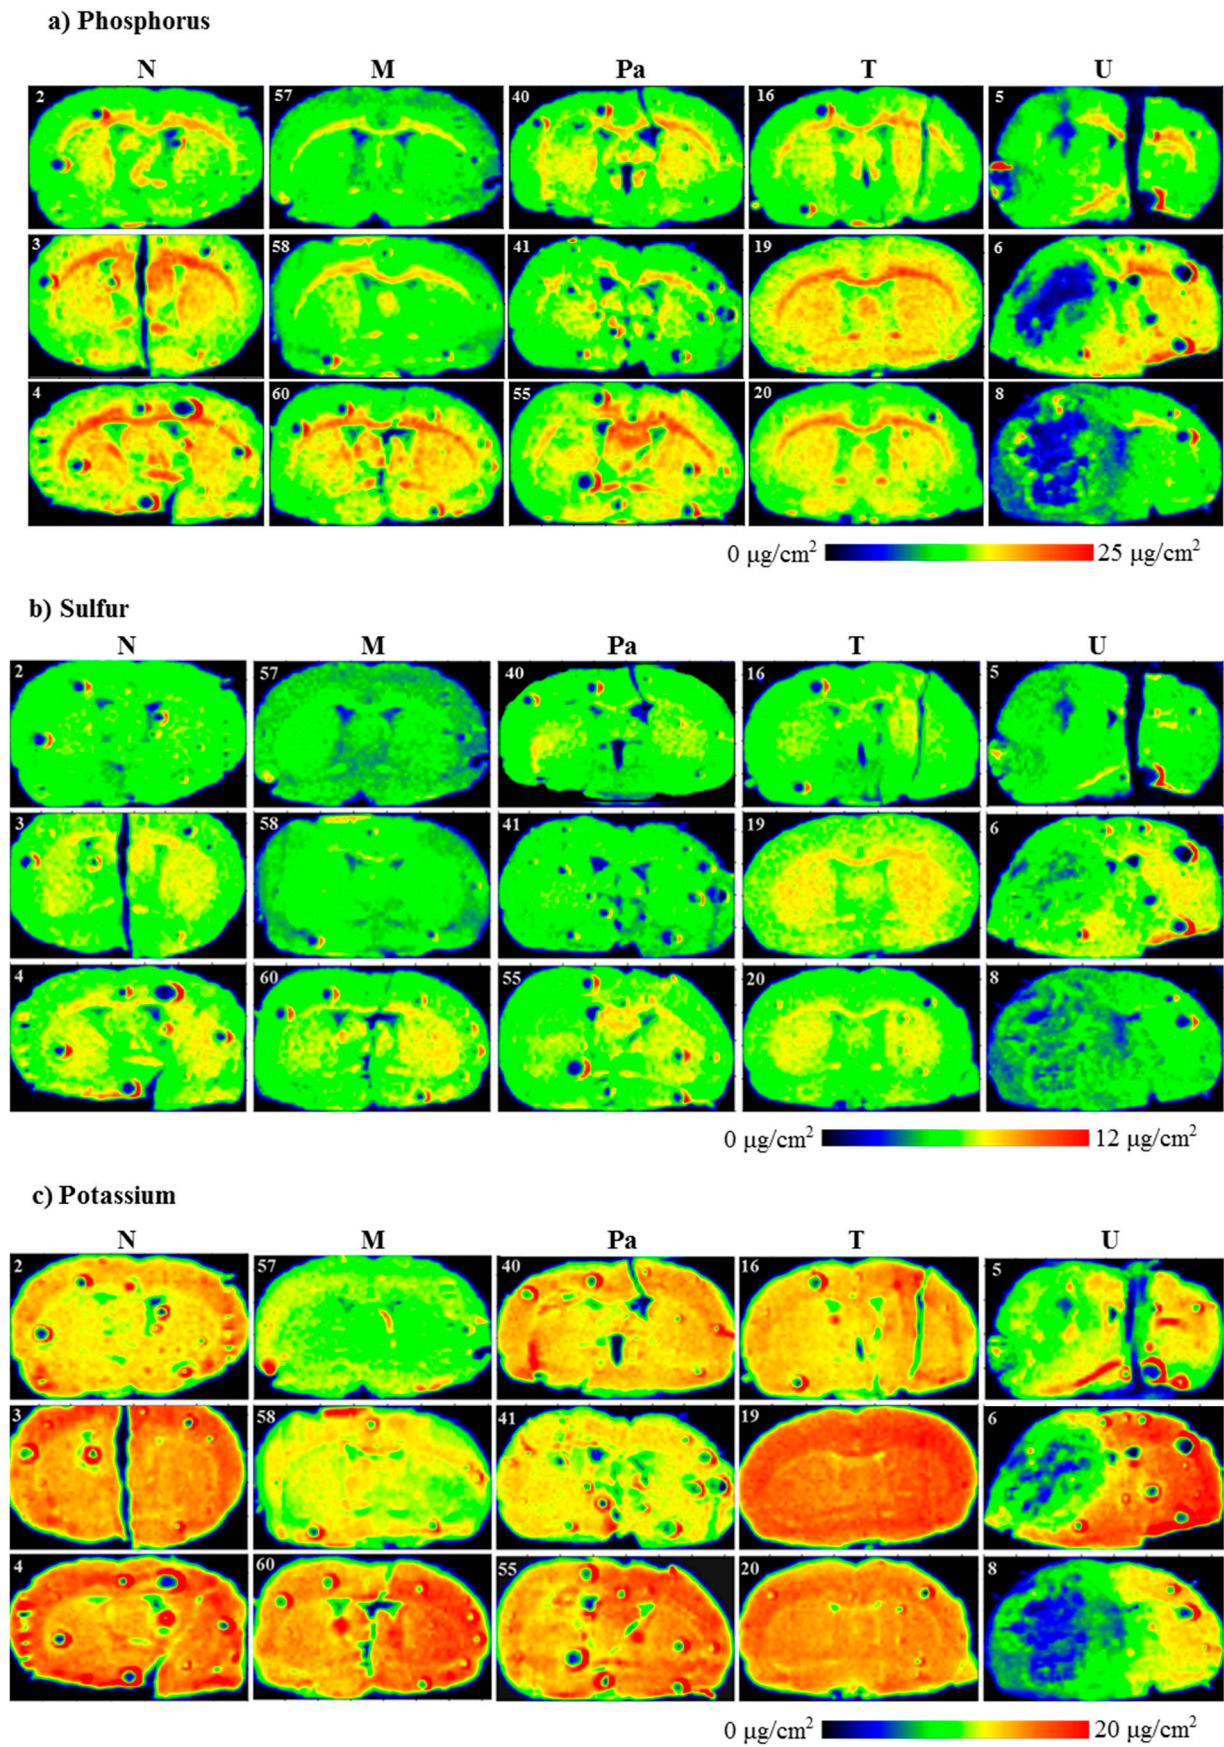 a) Phosphorus
N M Pa T U
2 57 40 16 5
3 58 41 19 6
4 60 55 20 8
0 μg/cm² 25 μg/cm²
b) Sulfur
N M Pa T U
2 57 40 16 5
3 58 41 19 6
4 60 55 20 8
0 μg/cm² 12 μg/cm²
c) Potassium
N M Pa T U
2 57 40 16 5
3 58 41 19 6
4 60 55 20 8
0 μg/cm² 20 μg/cm²